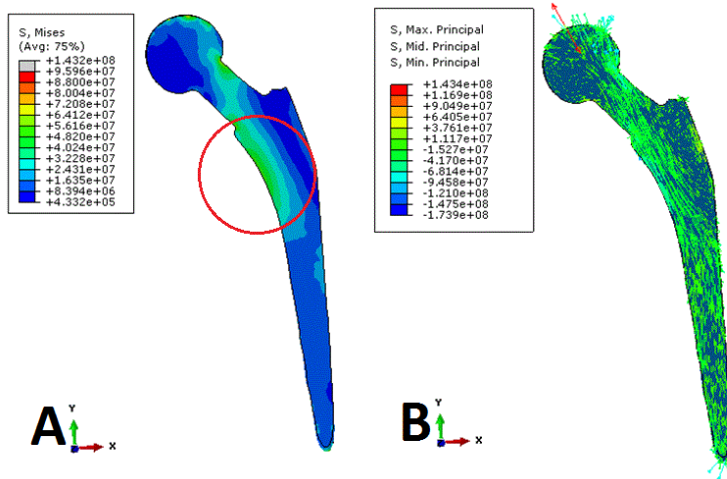 S, Mises
(Avg: 75%)
+1.432e+08
+9.596e+07
+8.800e+07
+8.004e+07
+7.208e+07
+6.412e+07
+5.616e+07
+4.820e+07
+4.024e+07
+3.228e+07
+2.431e+07
+1.635e+07
+8.394e+06
+4.332e+05
A
Y
X
S, Max. Principal
S, Mid. Principal
S, Min. Principal
+1.434e+08
+1.169e+08
+9.049e+07
+6.405e+07
+3.761e+07
+1.117e+07
-1.527e+07
-4.170e+07
-6.814e+07
-9.458e+07
-1.210e+08
-1.475e+08
-1.739e+08
B
Y
X